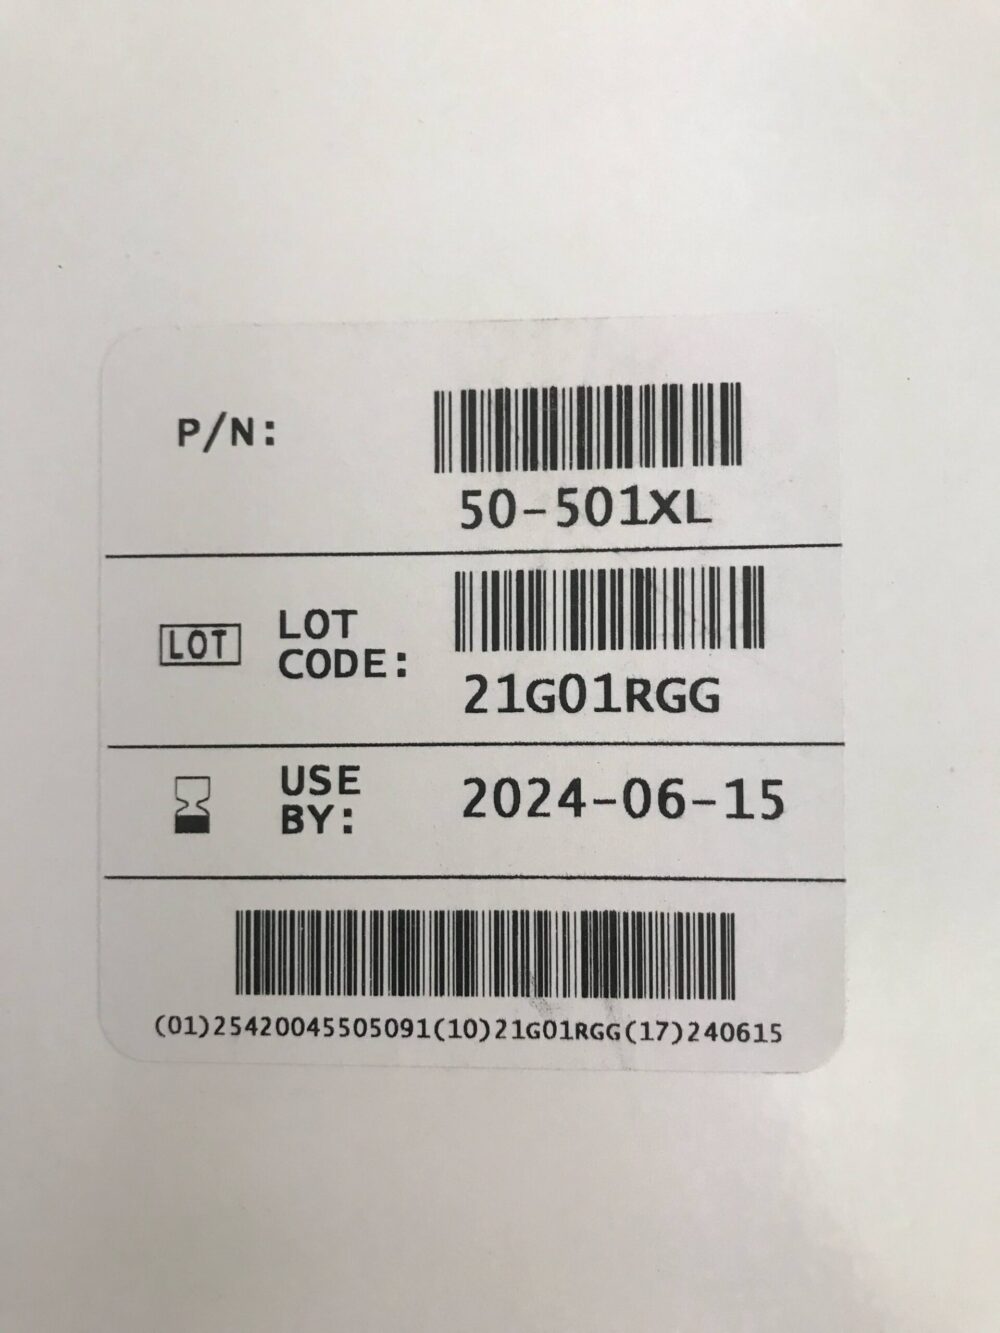 P/N:
50-501XL
LOT
LOT
CODE:
21G01RGG
USE
BY:
2024-06-15
(01)25420045505091(10)21G01RGG(17)240615